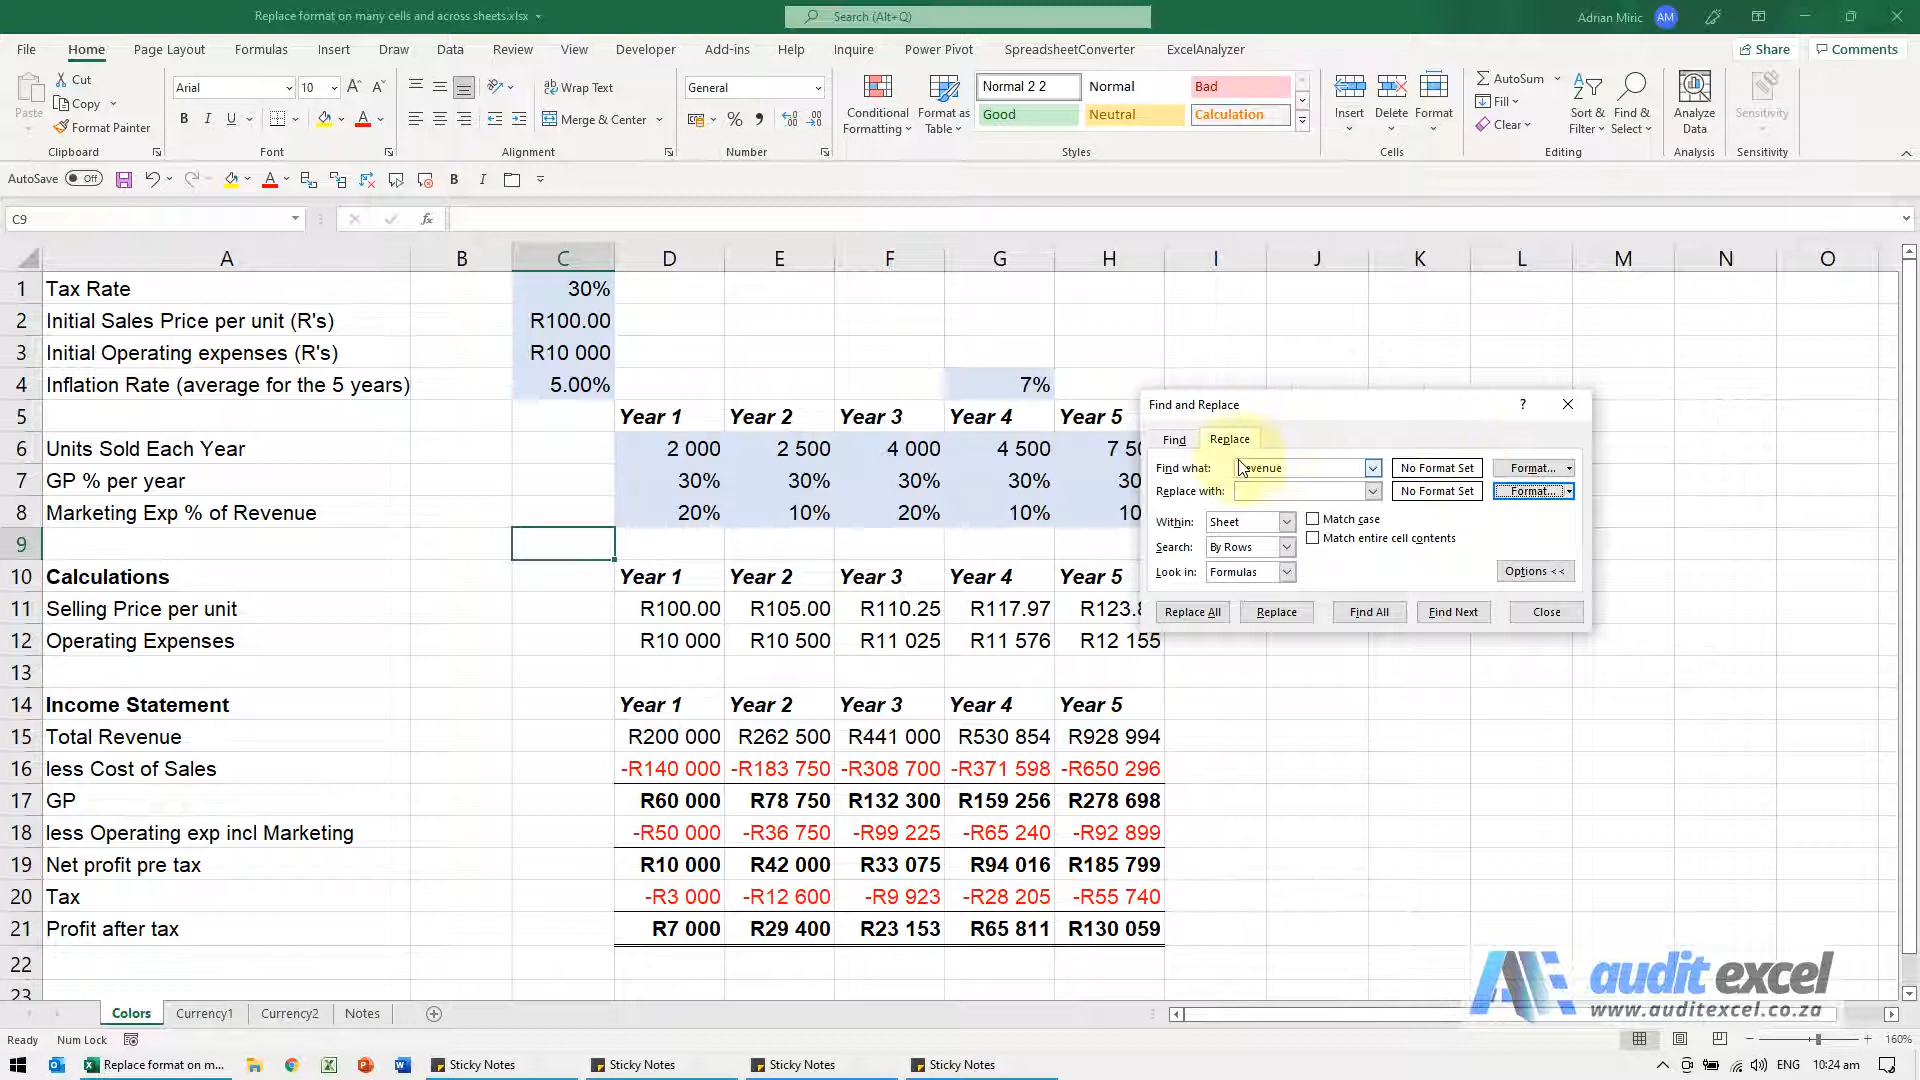 Replace format on many cells and across sheets.xlsx
Search (Alt+Q)
Adrian Miric AM
File Home Page Layout Formulas Insert Draw Data Review View Developer Add-ins Help Inquire Power Pivot SpreadsheetConverter ExcelAnalyzer Share Comments
Paste
Cut
Copy
Format Painter
Clipboard
Arial 10
B I U
Font
Wrap Text
Merge & Center
Alignment
General
Number
Conditional Formatting
Format as Table
Normal 2 2 Normal Bad
Good Neutral Calculation
Styles
Insert Delete Format
Cells
AutoSum
Fill
Clear
Sort & Filter
Find & Select
Editing
Analyze Data
Analysis
Sensitivity
Sensitivity
AutoSave Off B I
C9 fx
A B C D E F G H I J K L M N O
1 Tax Rate 30%
2 Initial Sales Price per unit (R's) R100.00
3 Initial Operating expenses (R's) R10 000
4 Inflation Rate (average for the 5 years) 5.00% 7%
5 Year 1 Year 2 Year 3 Year 4 Year 5
6 Units Sold Each Year 2 000 2 500 4 000 4 500
7 GP % per year 30% 30% 30% 30% 30
8 Marketing Exp % of Revenue 20% 10% 20% 10% 10
9
10 Calculations Year 1 Year 2 Year 3 Year 4 Year 5
11 Selling Price per unit R100.00 R105.00 R110.25 R117.97 R123.8
12 Operating Expenses R10 000 R10 500 R11 025 R11 576 R12 155
13
14 Income Statement Year 1 Year 2 Year 3 Year 4 Year 5
15 Total Revenue R200 000 R262 500 R441 000 R530 854 R928 994
16 less Cost of Sales -R140 000 -R183 750 -R308 700 -R371 598 -R650 296
17 GP R60 000 R78 750 R132 300 R159 256 R278 698
18 less Operating exp incl Marketing -R50 000 -R36 750 -R99 225 -R65 240 -R92 899
19 Net profit pre tax R10 000 R42 000 R33 075 R94 016 R185 799
20 Tax -R3 000 -R12 600 -R9 923 -R28 205 -R55 740
21 Profit after tax R7 000 R29 400 R23 153 R65 811 R130 059
22
23
Find and Replace ?
Find Replace
Find what: evenue No Format Set Format...
Replace with: No Format Set Format...
Within: Sheet Match case
Match entire cell contents
Search: By Rows
Look in: Formulas Options <<
Replace All Replace Find All Find Next Close
audit excel
www.auditexcel.co.za
Colors Currency1 Currency2 Notes
Ready Num Lock 160%
Replace format on m... Sticky Notes Sticky Notes Sticky Notes Sticky Notes ENG 10:24 am